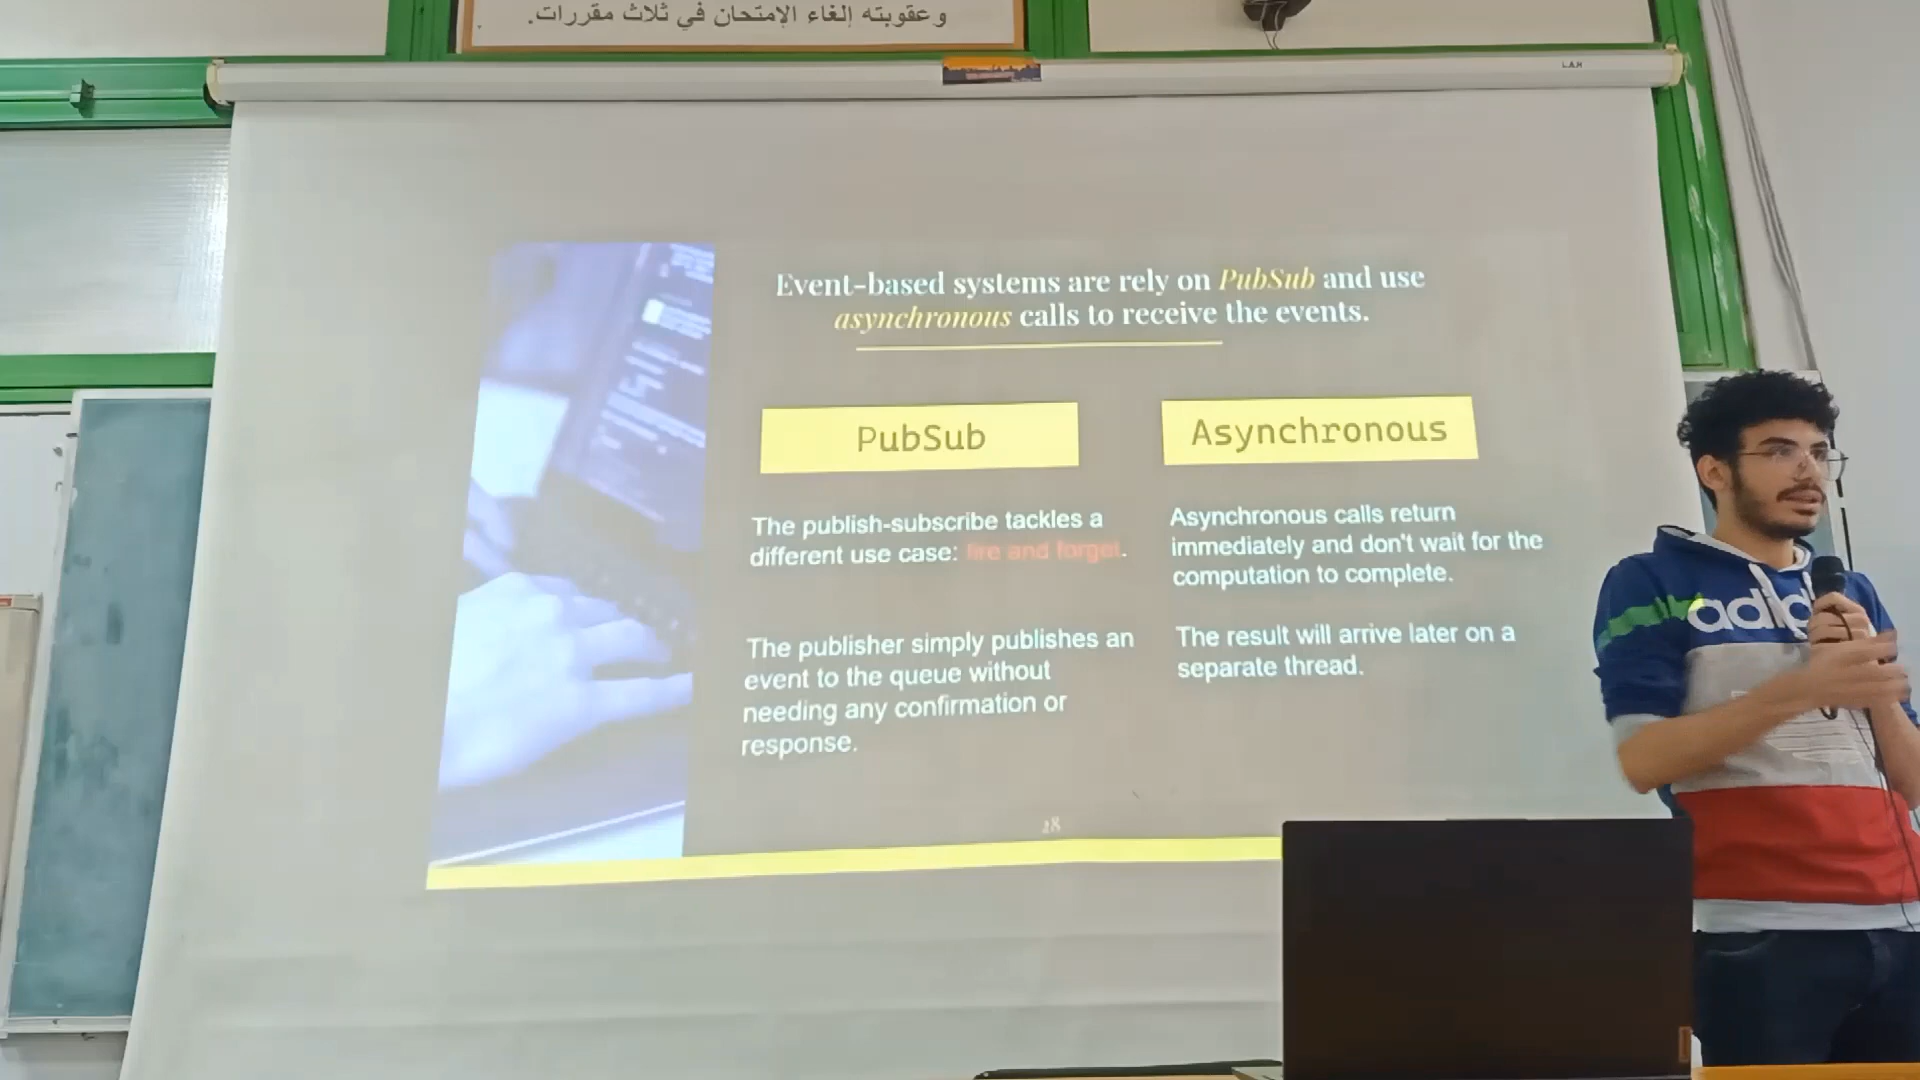 وعقوبته إلغاء الإمتحان في ثلاث مقررات.
Event-based systems are rely on PubSub and use
asynchronous calls to receive the events.
PubSub
The publish-subscribe tackles a
different use case: fire and forget.
The publisher simply publishes an
event to the queue without
needing any confirmation or
response.
Asynchronous
Asynchronous calls return
immediately and don't wait for the
computation to complete.
The result will arrive later on a
separate thread.
28